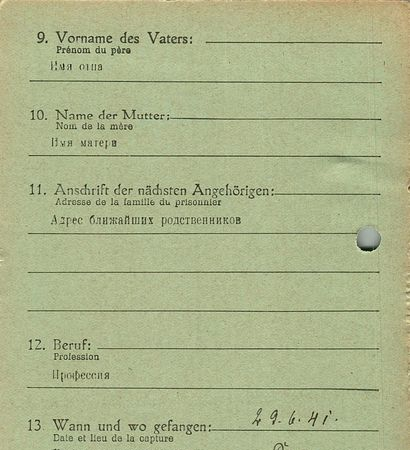 9. Vorname des Vaters:
Prénom du père
Имя отца
10. Name der Mutter:
Nom de la mère
Имя матери
11. Anschrift der nächsten Angehörigen:
Adresse de la famille du prisonnier
Адрес ближайших родственников
12. Beruf:
Profession
Профессия
13 Wann und wo gefangen: 29.6.41.
Date et lieu de la capture